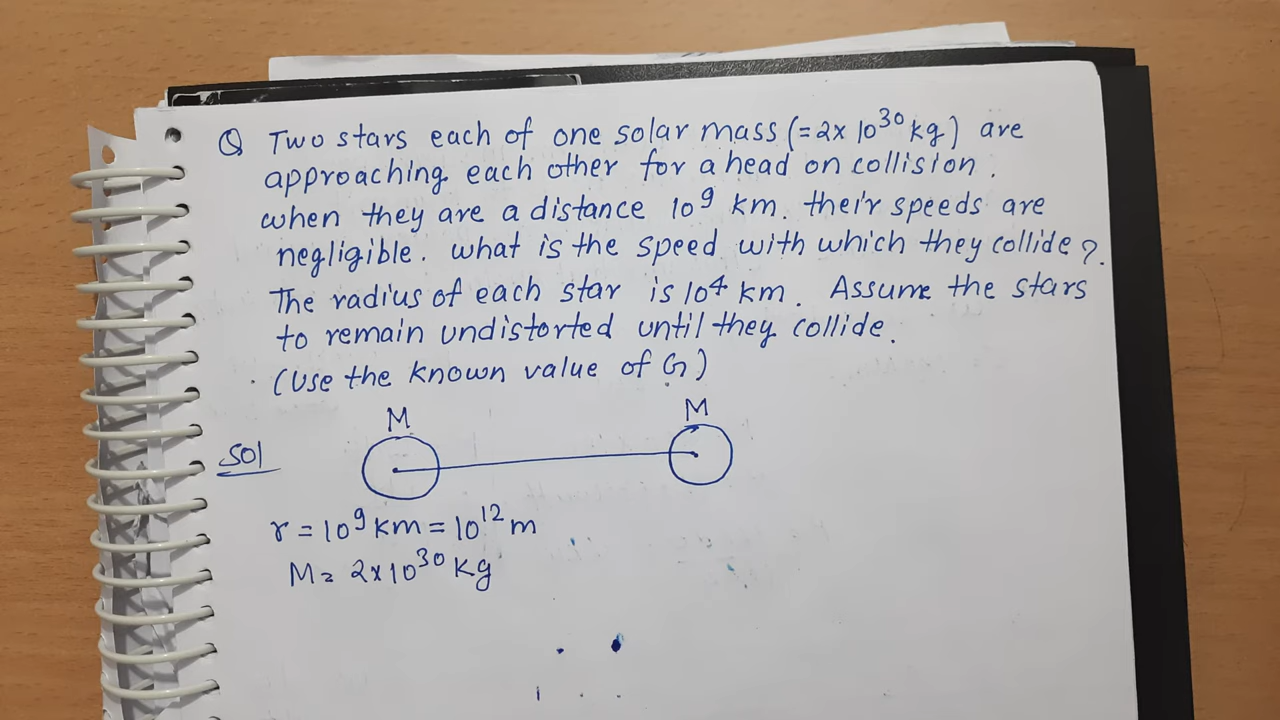 Q Two stars each of one solar mass (= 2x 10^30 kg) are
approaching each other for a head on collision.
when they are a distance 10^9 km. their speeds are
negligible. what is the speed with which they collide?
The radius of each star is 10^4 km. Assume the stars
to remain undistorted until they collide.
(use the known value of G)
M M
Sol
r = 10^9 km = 10^12 m
M = 2x10^30 kg